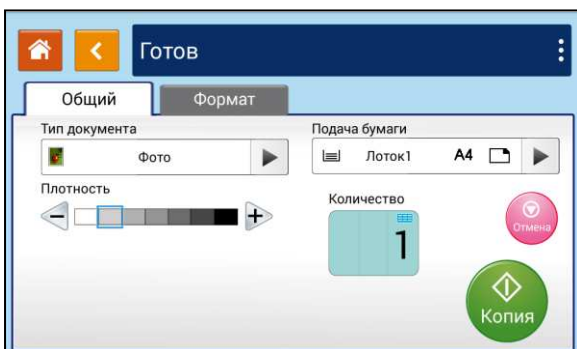 Готов
Общий
Формат
Тип документа
Подача бумаги
Фото
Лоток1 A4
Плотность
Количество
1
Отмена
Копия